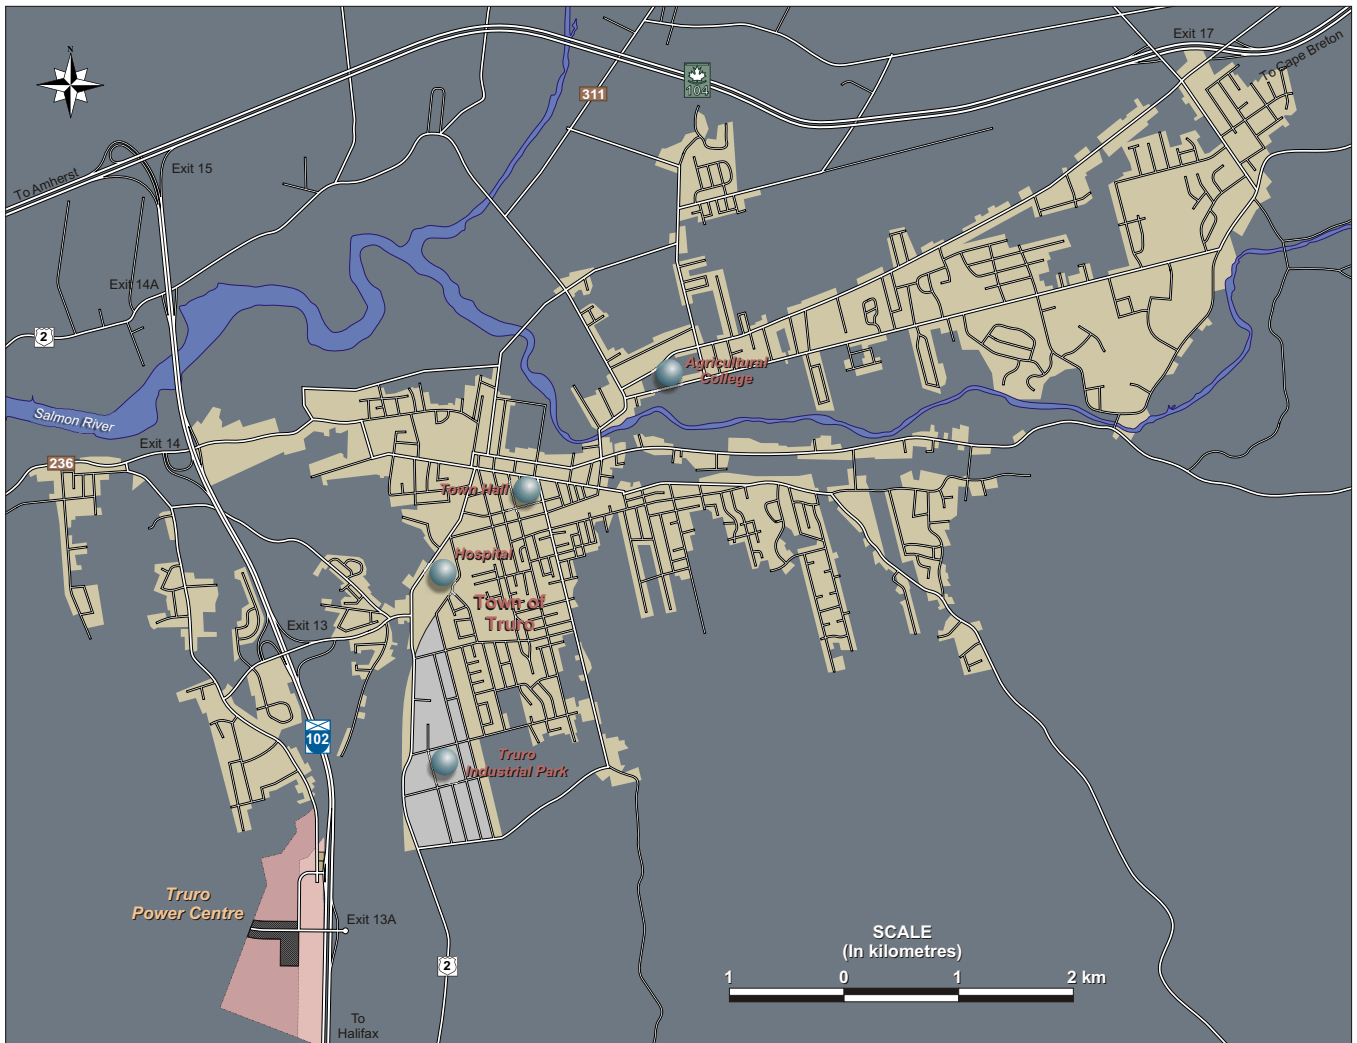 N
Exit 17
To Cape Breton
104
311
Exit 15
To Amherst
Exit 14A
2
Agricultural
College
Salmon River
Exit 14
236
Town Hall
Hospital
Town of
Truro
Exit 13
102
Truro
Industrial Park
Truro
Power Centre
Exit 13A
2
To
Halifax
SCALE
(In kilometres)
1 0 1 2 km